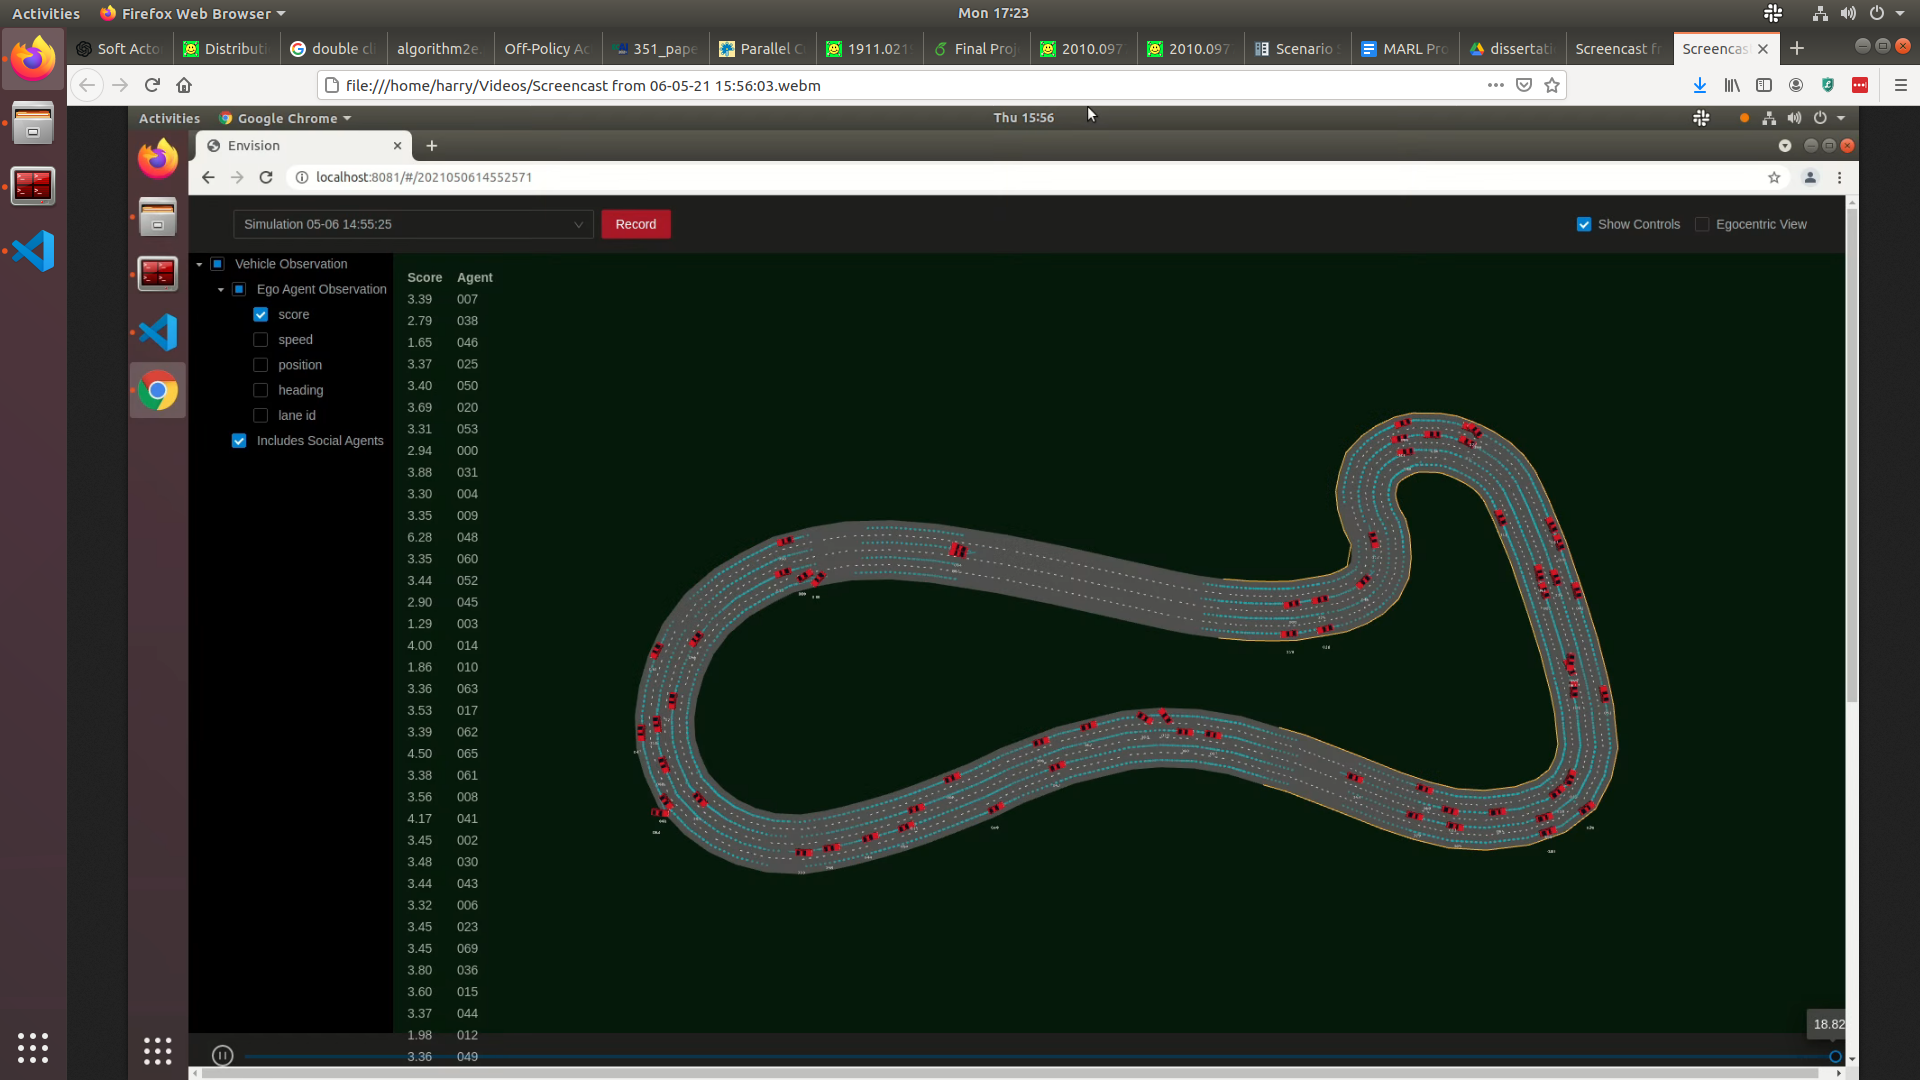 Activities Firefox Web Browser Mon 17:23
Soft Acto Distributi double cli algorithm2e. Off-Policy Ac 351_pape Parallel C 1911.021 Final Proj 2010.097 2010.097 Scenario S MARL Pro dissertati Screencast fr Screencas
file:///home/harry/Videos/Screencast from 06-05-21 15:56:03.webm
Activities Google Chrome Thu 15:56
Envision
localhost:8081/#/2021050614552571
Simulation 05-06 14:55:25 Record Show Controls Egocentric View
Vehicle Observation
Ego Agent Observation
score
speed
position
heading
lane id
Includes Social Agents
Score Agent
3.39 007
2.79 038
1.65 046
3.37 025
3.40 050
3.69 020
3.31 053
2.94 000
3.88 031
3.30 004
3.35 009
6.28 048
3.35 060
3.44 052
2.90 045
1.29 003
4.00 014
1.86 010
3.36 063
3.53 017
3.39 062
4.50 065
3.38 061
3.56 008
4.17 041
3.45 002
3.48 030
3.44 043
3.32 006
3.45 023
3.45 069
3.80 036
3.60 015
3.37 044
1.98 012
3.36 049
18.82